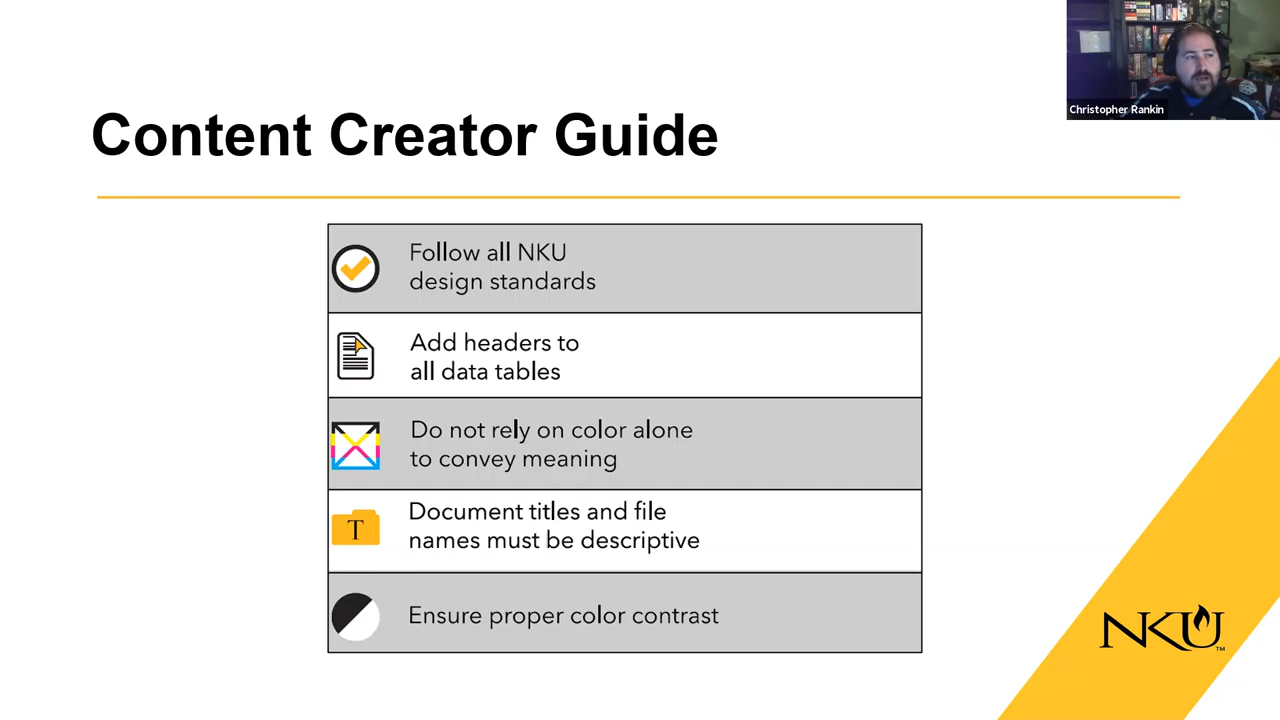 Christopher Rankin
Content Creator Guide
Follow all NKU
design standards
Add headers to
all data tables
Do not rely on color alone
to convey meaning
T
Document titles and file
names must be descriptive
Ensure proper color contrast
NKU
TM